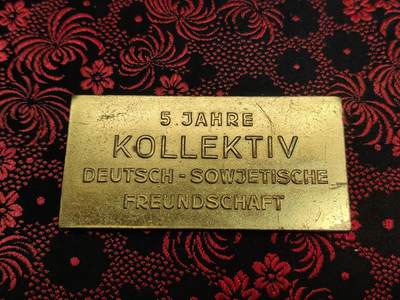 5. JAHRE
KOLLEKTIV
DEUTSCH - SOWJETISCHE
FREUNDSCHAFT